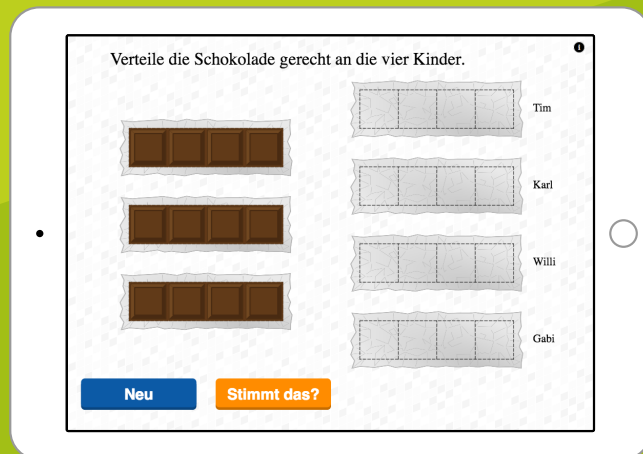 Verteile die Schokolade gerecht an die vier Kinder.
i
Tim
Karl
Willi
Gabi
Neu
Stimmt das?